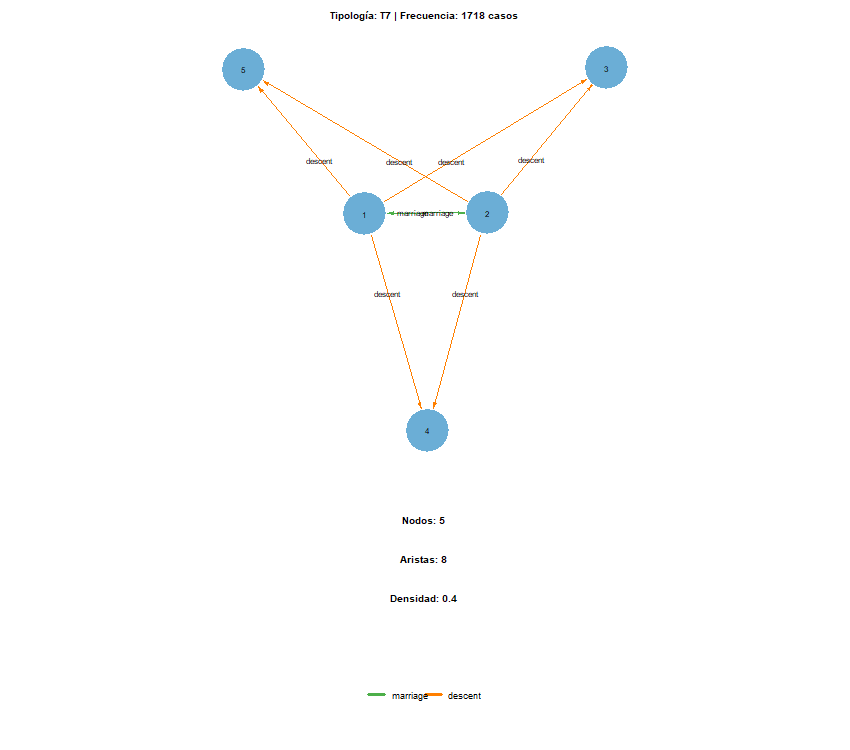 Tipología: T7 | Frecuencia: 1718 casos
5
3
descent
descent
descent
descent
1
marriage
marriage
2
descent
descent
4
Nodos: 5
Aristas: 8
Densidad: 0.4
marriage
descent